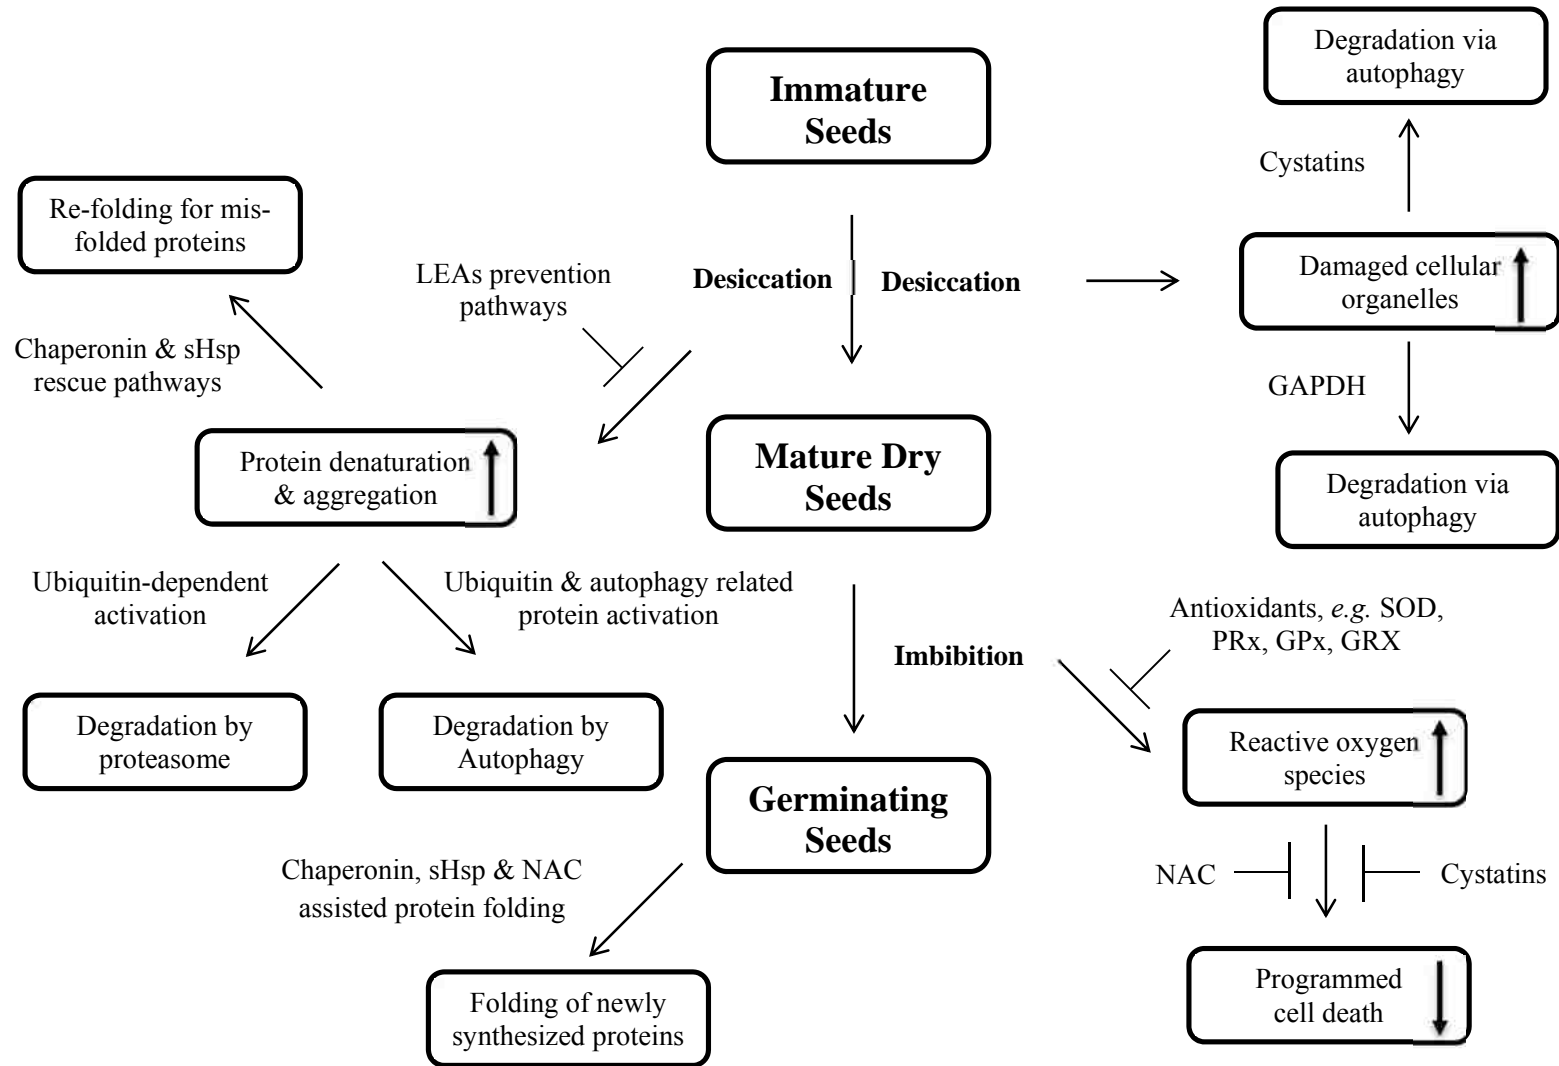 Degradation via
autophagy
Immature
Seeds
Cystatins
Re-folding for mis-
folded proteins
LEAs prevention
pathways
Desiccation
Desiccation
Damaged cellular
organelles
Chaperonin & sHsp
rescue pathways
GAPDH
Protein denaturation
& aggregation
Mature Dry
Seeds
Degradation via
autophagy
Ubiquitin-dependent
activation
Ubiquitin & autophagy related
protein activation
Antioxidants, e.g. SOD,
PRx, GPx, GRX
Imbibition
Degradation by
proteasome
Degradation by
Autophagy
Reactive oxygen
species
Germinating
Seeds
Chaperonin, sHsp & NAC
assisted protein folding
NAC
Cystatins
Folding of newly
synthesized proteins
Programmed
cell death